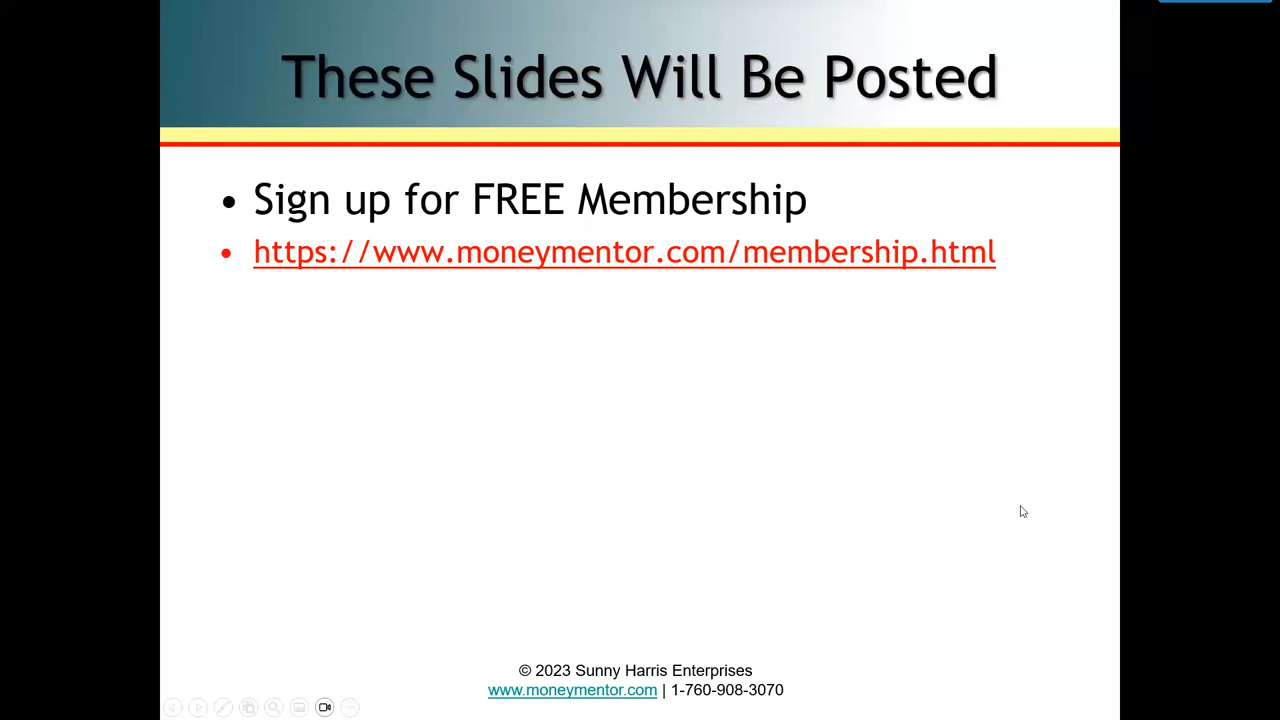 These Slides Will Be Posted
• Sign up for FREE Membership
• https://www.moneymentor.com/membership.html
© 2023 Sunny Harris Enterprises
www.moneymentor.com | 1-760-908-3070